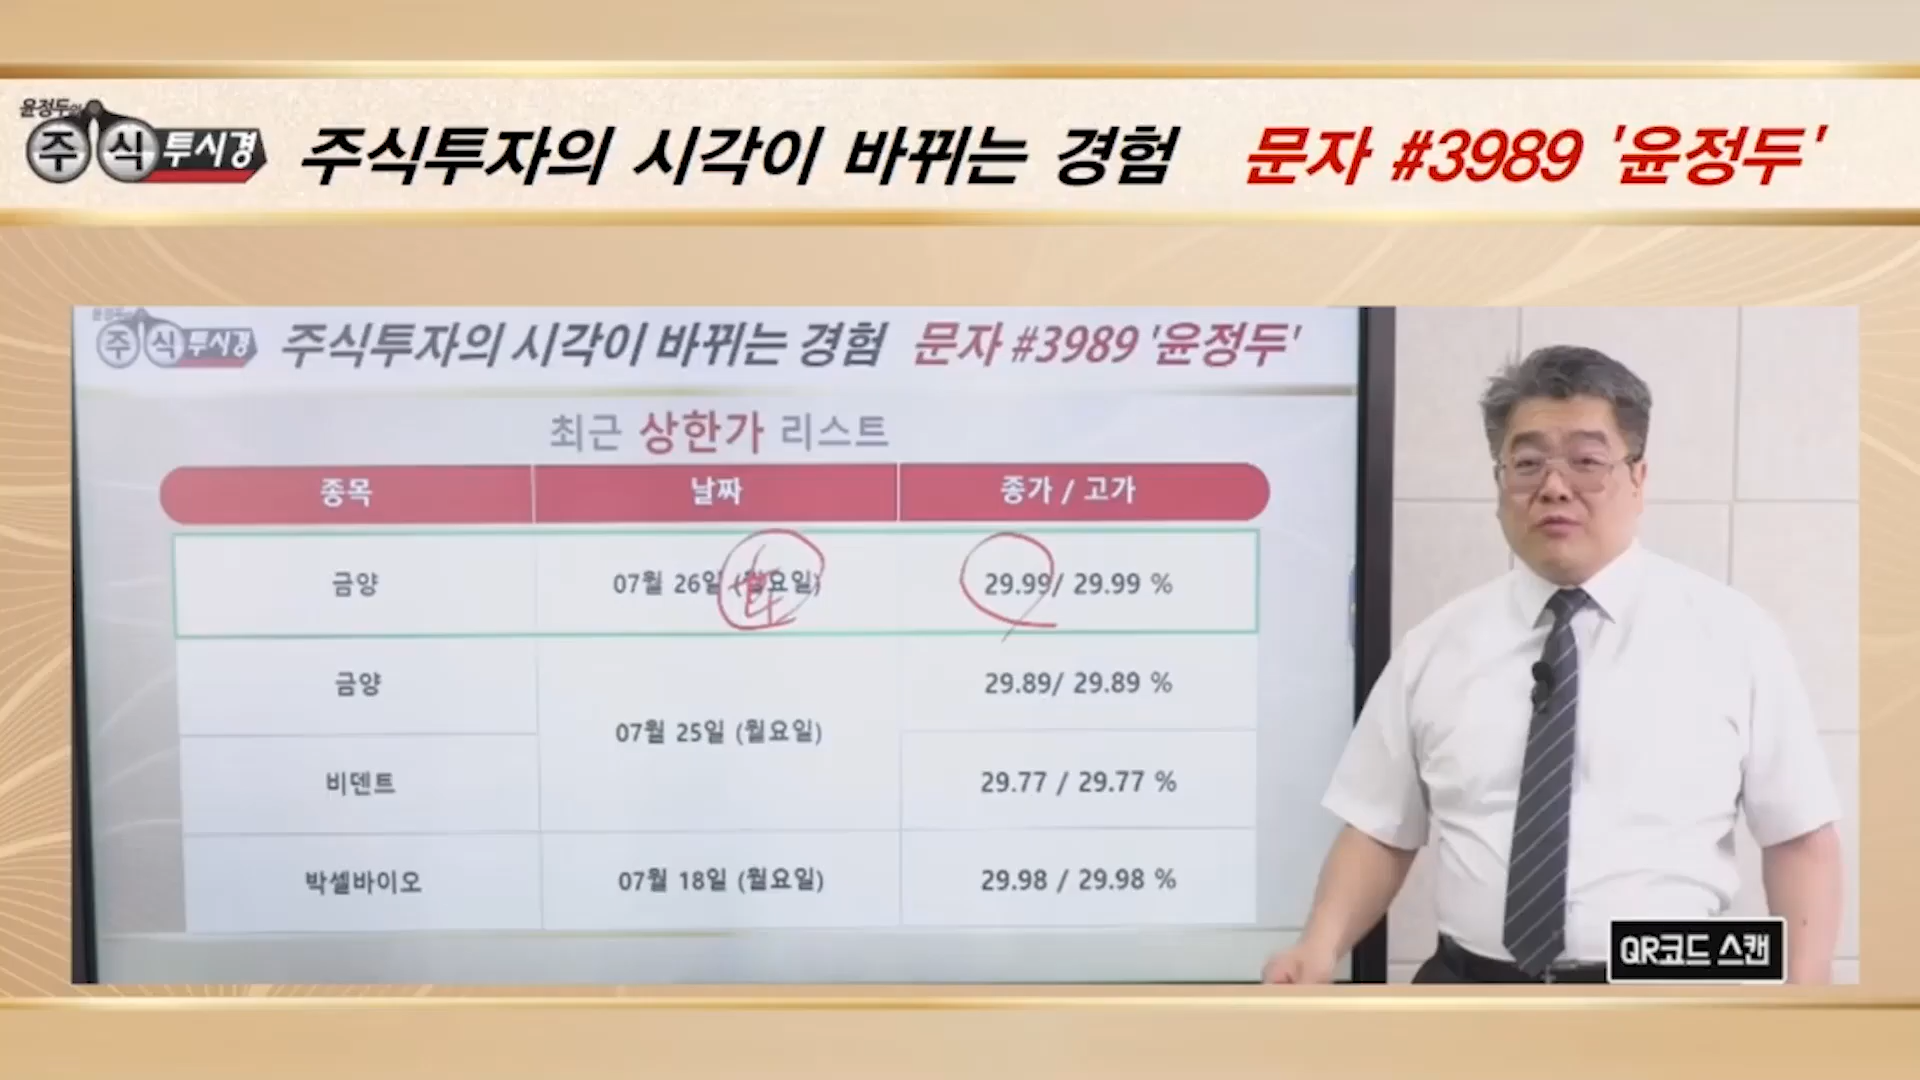 윤정두의
주식투시경
주식투자의 시각이 바뀌는 경험 문자 #3989 '윤정두'
윤정두의
주식투시경
주식투자의 시각이 바뀌는 경험 문자 #3989 '윤정두'
최근 상한가 리스트
종목 날짜 종가 / 고가
금양 07월 26일 (월요일) 29.99/ 29.99 %
화
금양 29.89/ 29.89 %
07월 25일 (월요일)
비덴트 29.77 / 29.77 %
박셀바이오 07월 18일 (월요일) 29.98 / 29.98 %
QR코드 스캔